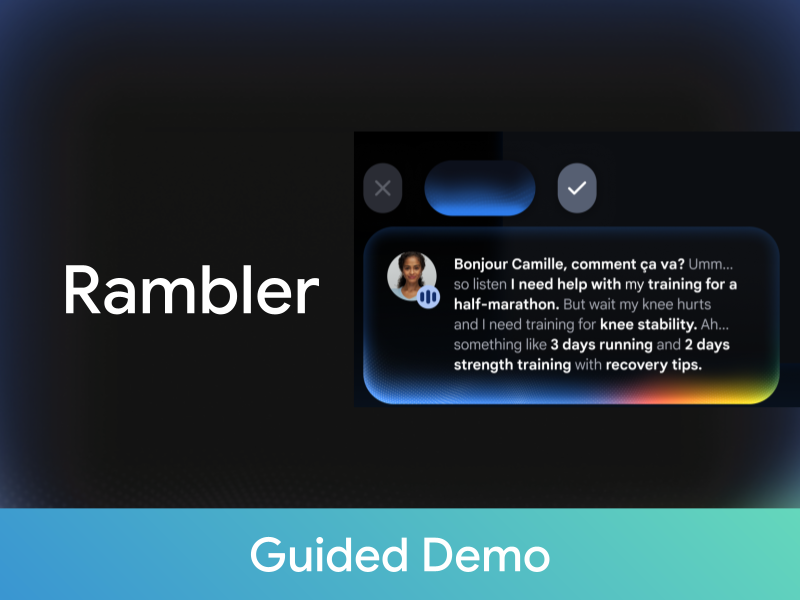 Rambler
Bonjour Camille, comment ça va? Umm...
so listen I need help with my training for a
half-marathon. But wait my knee hurts
and I need training for knee stability. Ah...
something like 3 days running and 2 days
strength training with recovery tips.
Guided Demo